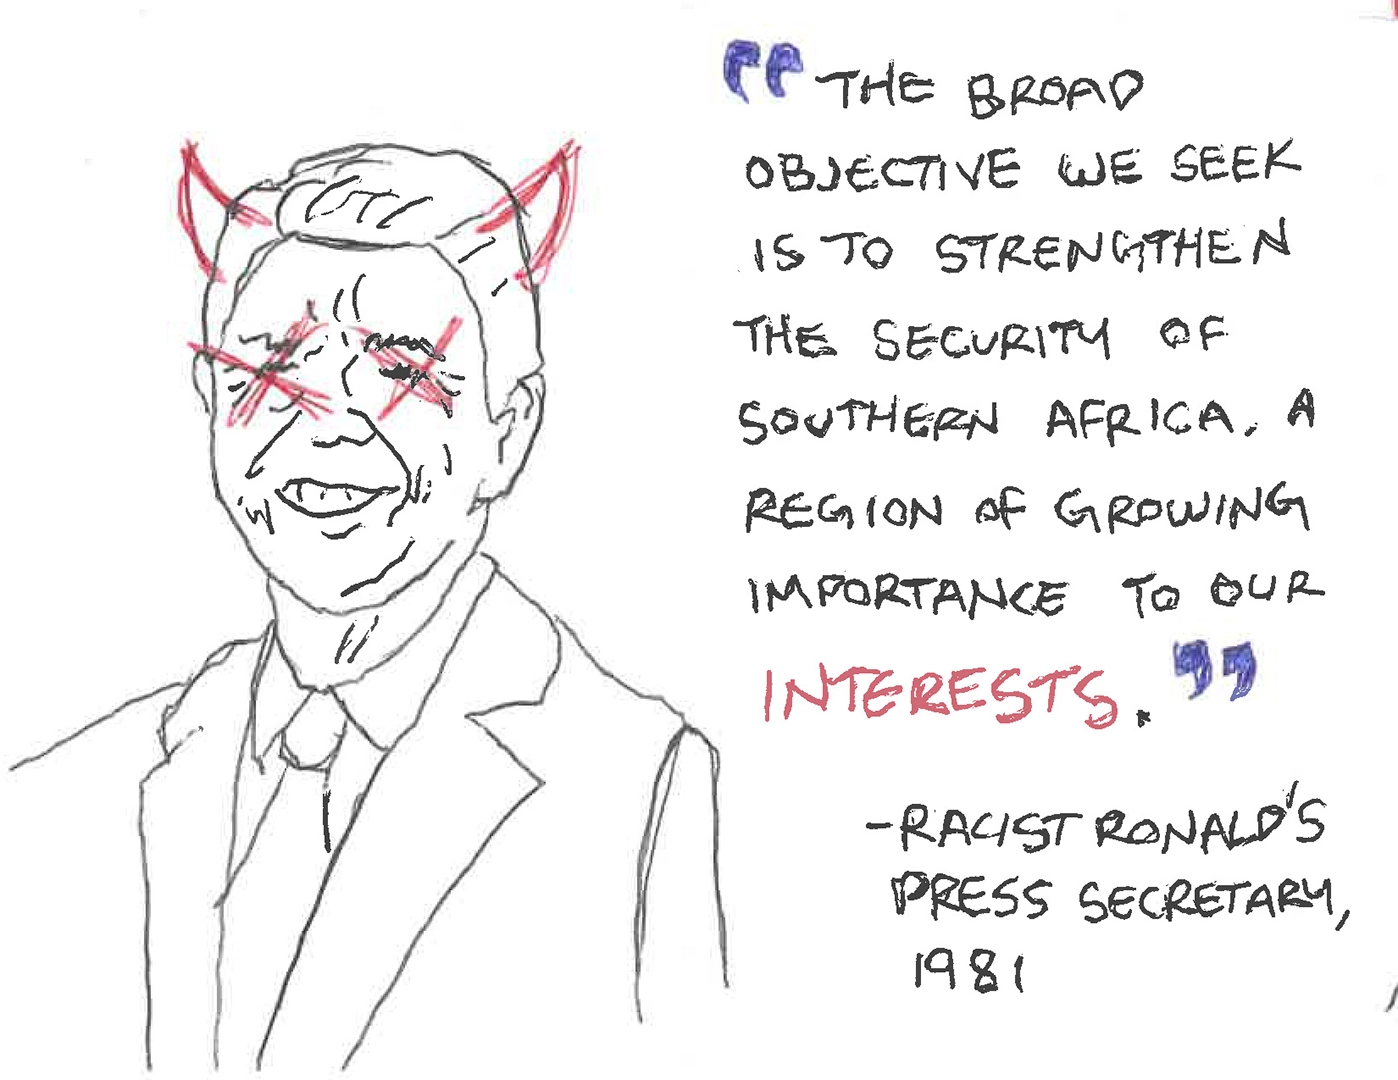 “THE BROAD
OBJECTIVE WE SEEK
IS TO STRENGTHEN
THE SECURITY OF
SOUTHERN AFRICA. A
REGION OF GROWING
IMPORTANCE TO OUR
INTERESTS.”
-RACIST RONALD'S
PRESS SECRETARY,
1981